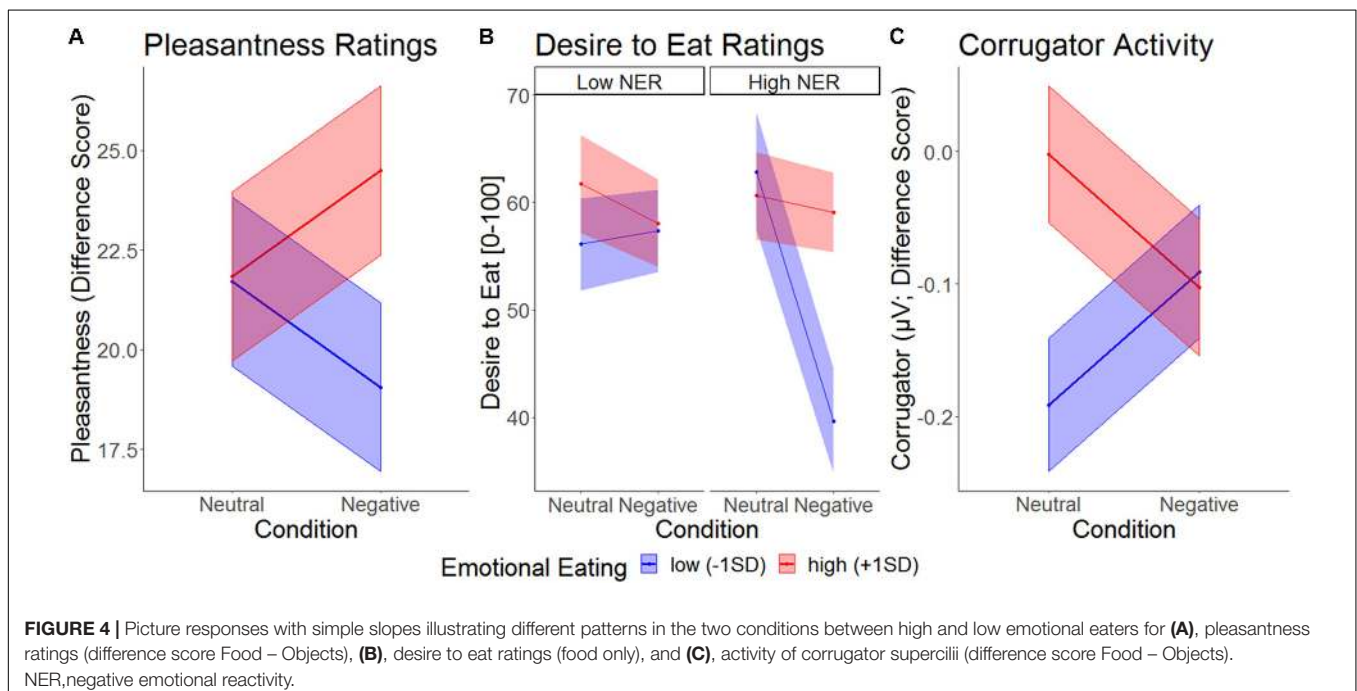 A Pleasantness Ratings
Pleasantness (Difference Score)
25.0
22.5
20.0
17.5
Neutral Negative
Condition
B Desire to Eat Ratings
Low NER High NER
Desire to Eat [0-100]
70
60
50
40
Neutral Negative Neutral Negative
Condition
C Corrugator Activity
Corrugator (µV; Difference Score)
0.0
-0.1
-0.2
Neutral Negative
Condition
Emotional Eating low (-1SD) high (+1SD)
FIGURE 4 | Picture responses with simple slopes illustrating different patterns in the two conditions between high and low emotional eaters for (A), pleasantness
ratings (difference score Food – Objects), (B), desire to eat ratings (food only), and (C), activity of corrugator supercilii (difference score Food – Objects).
NER,negative emotional reactivity.